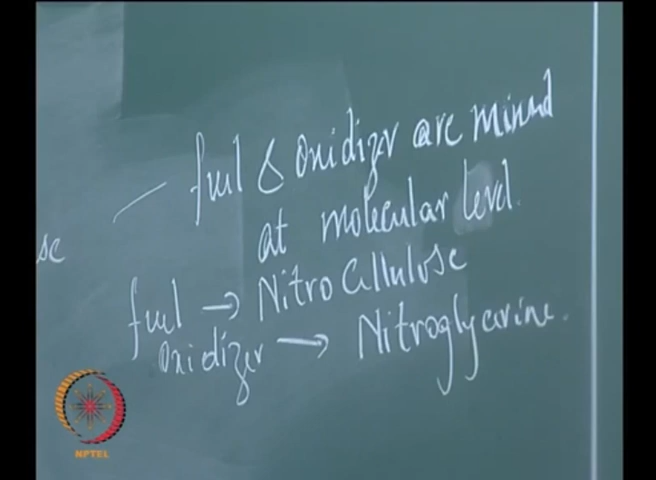 fuel & Oxidizer are mixed
at molecular level.
se
fuel → Nitro Cellulose
Oxidizer → Nitroglycerine.
NPTEL